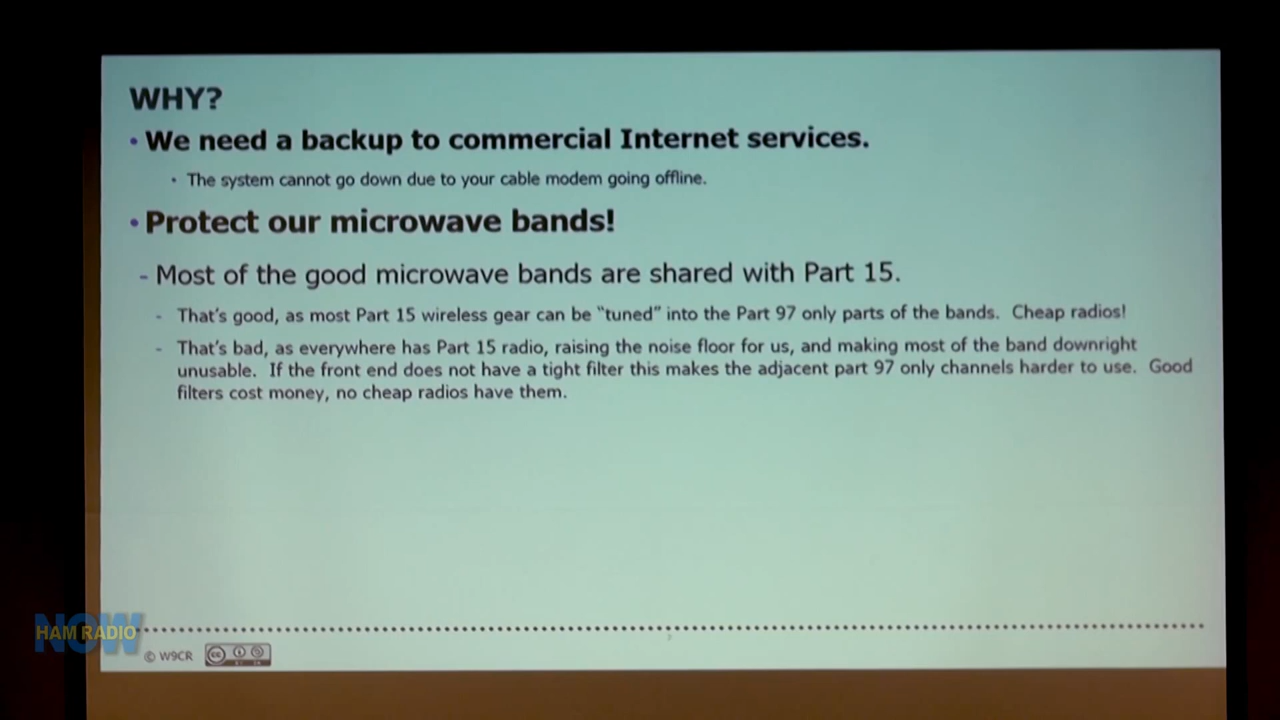 WHY?
• We need a backup to commercial Internet services.
• The system cannot go down due to your cable modem going offline.
• Protect our microwave bands!
- Most of the good microwave bands are shared with Part 15.
- That's good, as most Part 15 wireless gear can be “tuned” into the Part 97 only parts of the bands. Cheap radios!
- That's bad, as everywhere has Part 15 radio, raising the noise floor for us, and making most of the band downright
unusable. If the front end does not have a tight filter this makes the adjacent part 97 only channels harder to use. Good
filters cost money, no cheap radios have them.
NOW
HAM RADIO
© W9CR
cc